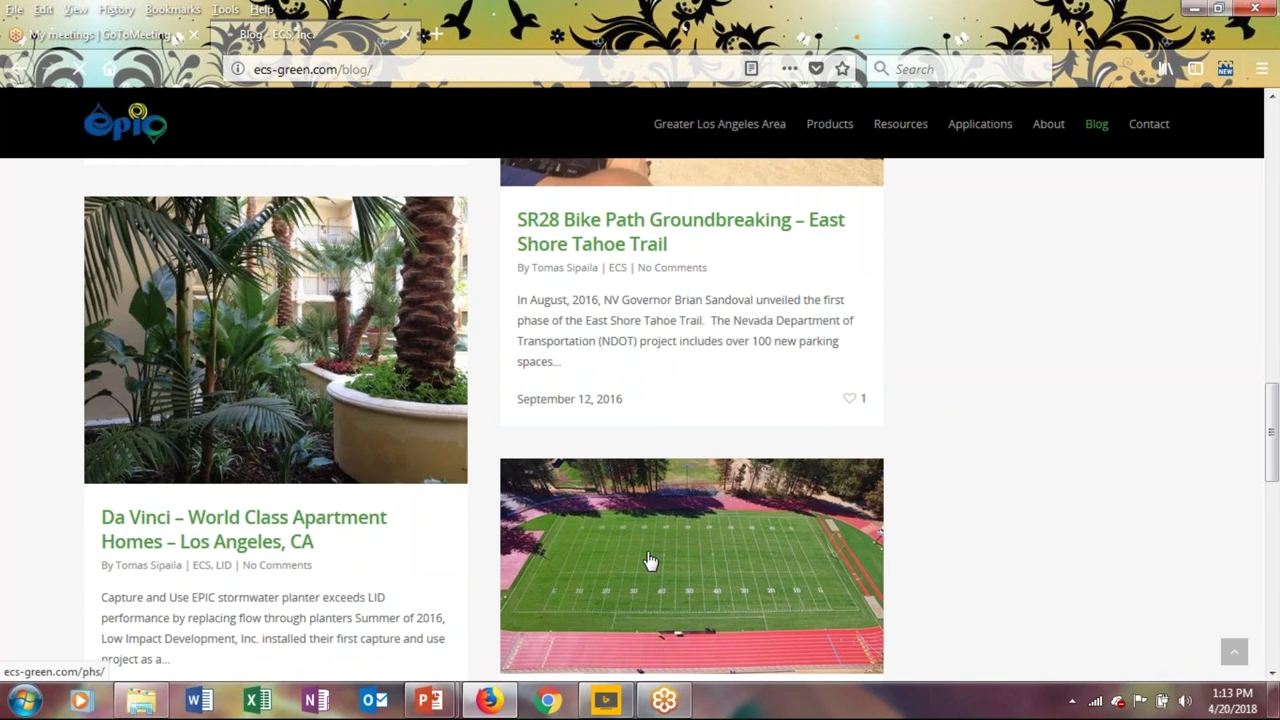 File Edit View History Bookmarks Tools Help
My meetings | GoToMeeting
Blog - ECS, Inc.
ecs-green.com/blog/
Search
NEW
epic
Greater Los Angeles Area Products Resources Applications About Blog Contact
SR28 Bike Path Groundbreaking – East
Shore Tahoe Trail
By Tomas Sipaila | ECS | No Comments
In August, 2016, NV Governor Brian Sandoval unveiled the first
phase of the East Shore Tahoe Trail. The Nevada Department of
Transportation (NDOT) project includes over 100 new parking
spaces...
September 12, 2016
1
Da Vinci – World Class Apartment
Homes – Los Angeles, CA
By Tomas Sipaila | ECS, LID | No Comments
Capture and Use EPIC stormwater planter exceeds LID
performance by replacing flow through planters Summer of 2016,
Low Impact Development, Inc. installed their first capture and use
project as a...
ecs-green.com/phs/
1:13 PM
4/20/2018